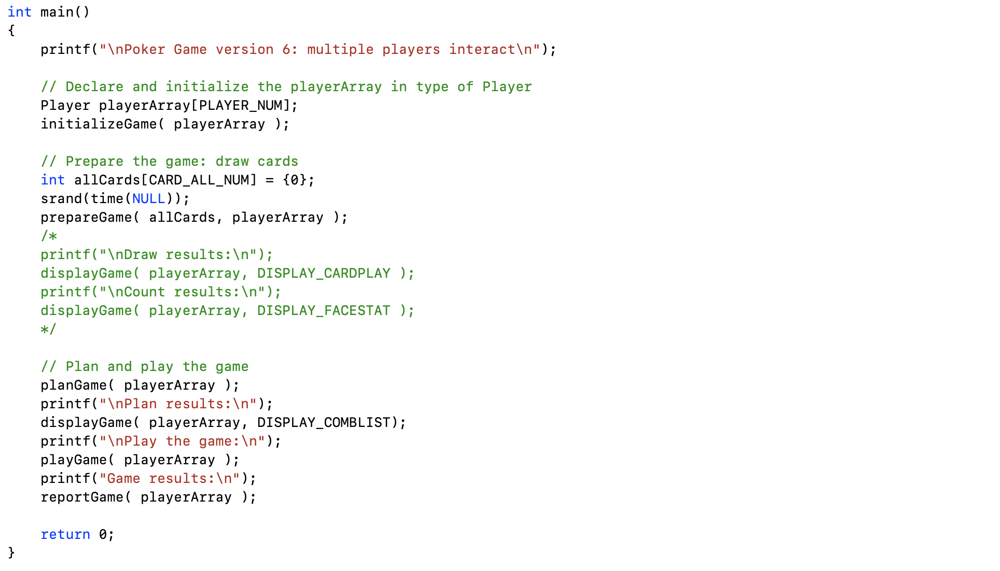 int main()
{
    printf("\nPoker Game version 6: multiple players interact\n");

    // Declare and initialize the playerArray in type of Player
    Player playerArray[PLAYER_NUM];
    initializeGame( playerArray );

    // Prepare the game: draw cards
    int allCards[CARD_ALL_NUM] = {0};
    srand(time(NULL));
    prepareGame( allCards, playerArray );
    /*
    printf("\nDraw results:\n");
    displayGame( playerArray, DISPLAY_CARDPLAY );
    printf("\nCount results:\n");
    displayGame( playerArray, DISPLAY_FACESTAT );
    */

    // Plan and play the game
    planGame( playerArray );
    printf("\nPlan results:\n");
    displayGame( playerArray, DISPLAY_COMBLIST);
    printf("\nPlay the game:\n");
    playGame( playerArray );
    printf("Game results:\n");
    reportGame( playerArray );

    return 0;
}